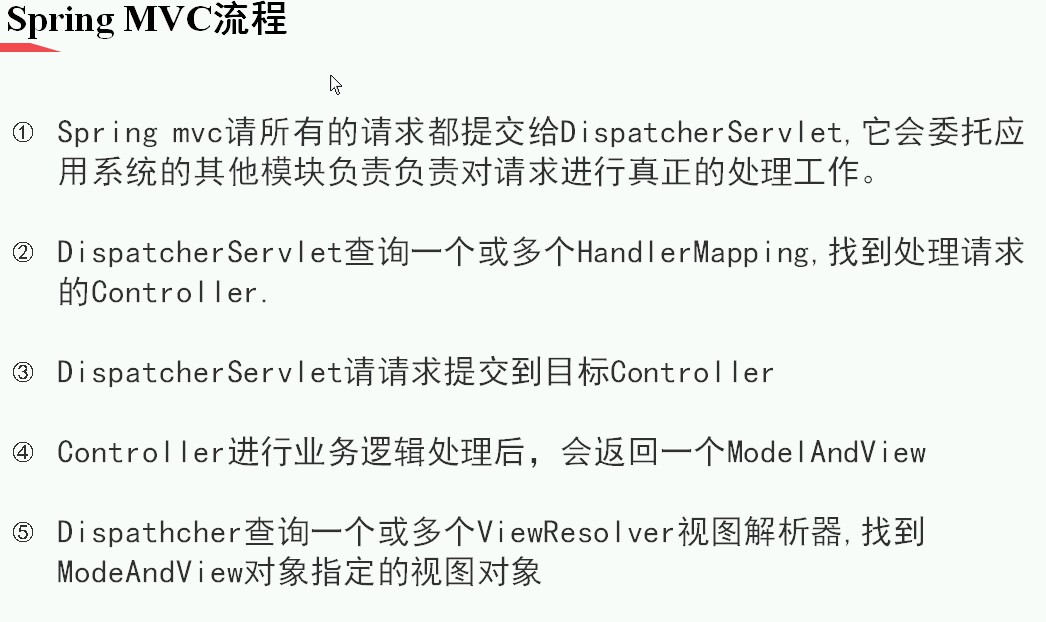 Spring MVC流程
① Spring mvc请所有的请求都提交给DispatcherServlet,它会委托应
用系统的其他模块负责负责对请求进行真正的处理工作。
② DispatcherServlet查询一个或多个HandlerMapping,找到处理请求
的Controller.
③ DispatcherServlet请请求提交到目标Controller
④ Controller进行业务逻辑处理后，会返回一个ModelAndView
⑤ Dispathcher查询一个或多个ViewResolver视图解析器,找到
ModeAndView对象指定的视图对象